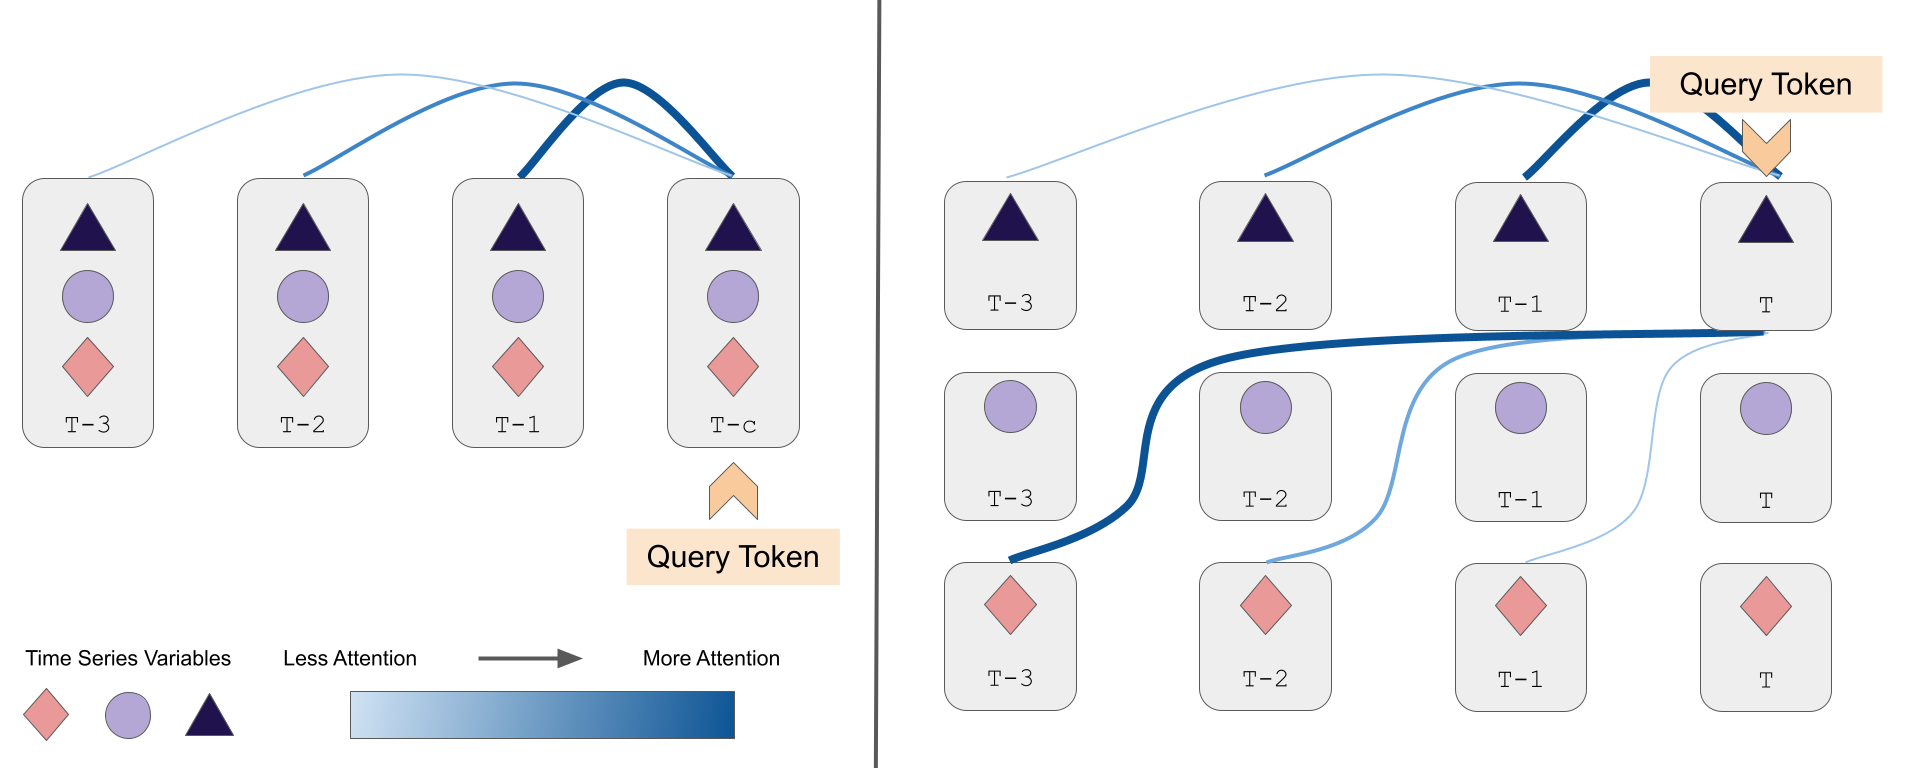 T-3
T-2
T-1
T-c
Query Token
Time Series Variables
Less Attention
More Attention
Query Token
T-3
T-2
T-1
T
T-3
T-2
T-1
T
T-3
T-2
T-1
T